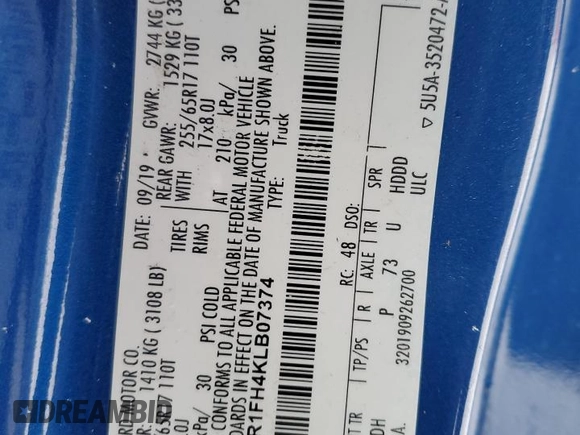 DATE: 09/19 GVWR: 2744 KG (
MOTOR CO. REAR GAWR: 1529 KG (
1410 KG ( 3108 LB) WITH 255/65R17 110T
110T TIRES 17x8.0J
RIMS
30 PSI COLD AT 210 kPa/ 30 PS
CONFORMS TO ALL APPLICABLE FEDERAL MOTOR VEHICLE
IN EFFECT ON THE DATE OF MANUFACTURE SHOWN ABOVE.
R1FH4KLB07374 TYPE: Truck
RC: 48 DSO:
TP/PS R AXLE TR SPR
P 73 U HDDD
3201909262700 ULC
▽ 5U5A-3520472-
EPICVIN.COM